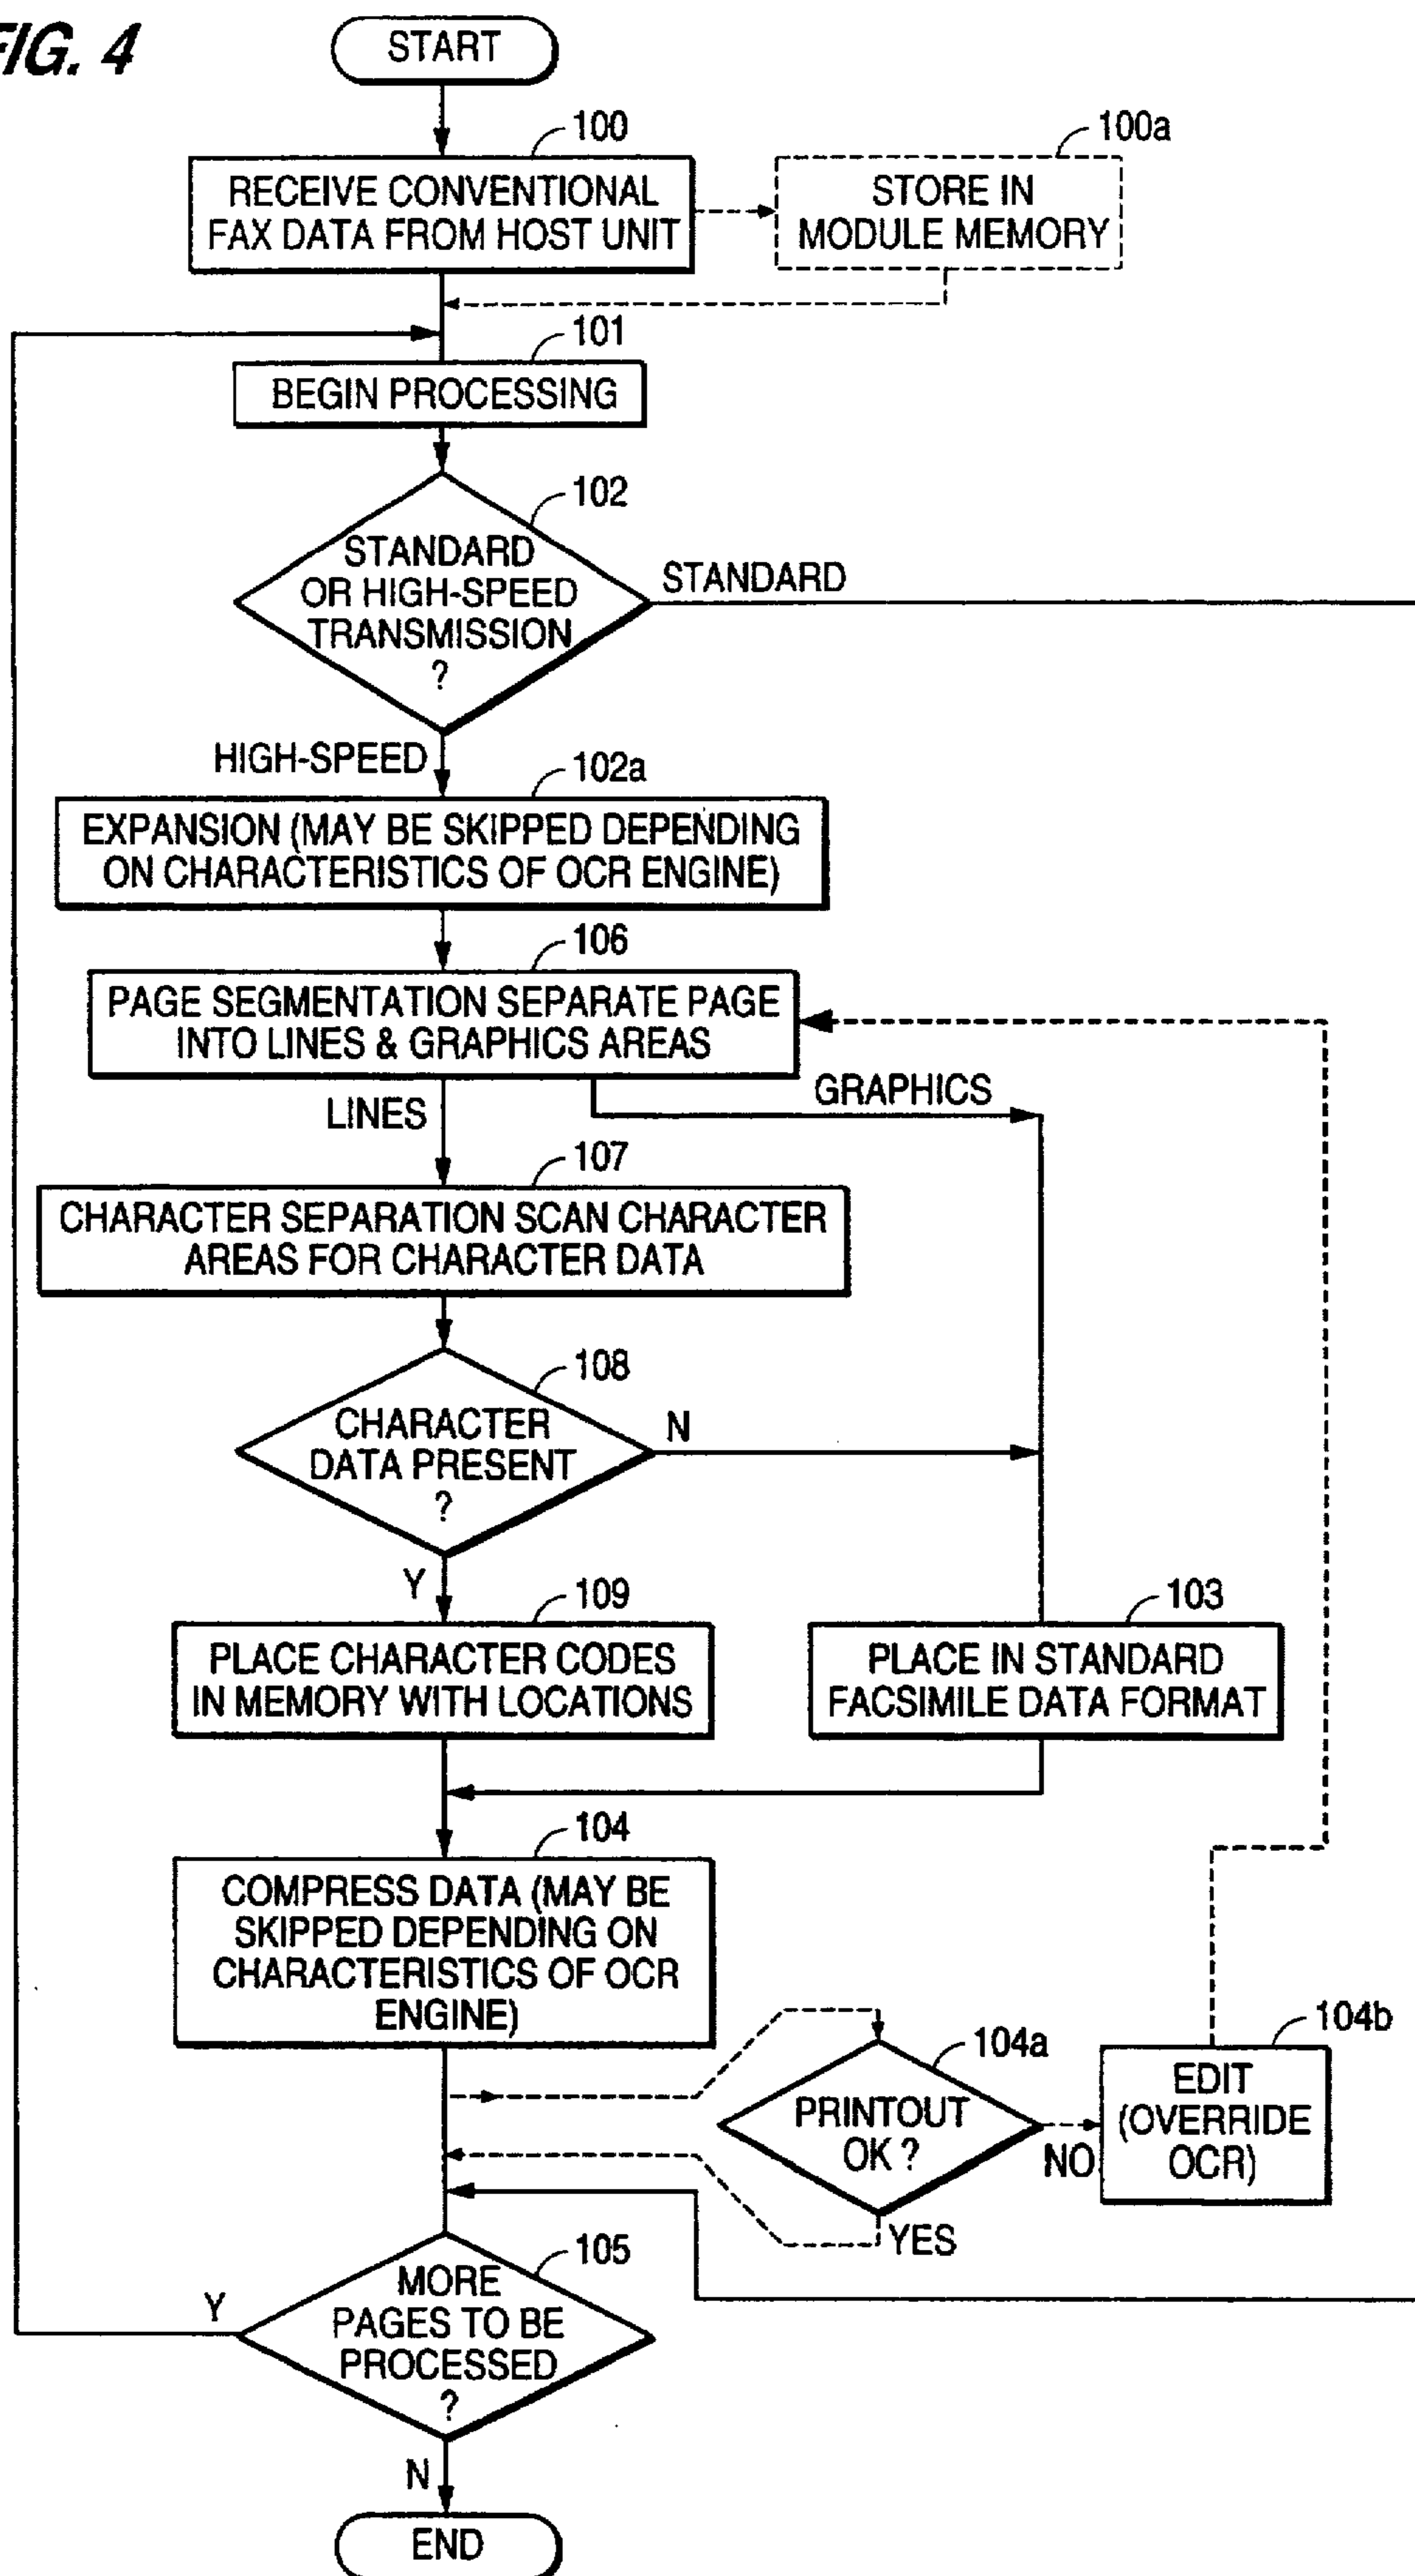 FIG. 4
START
100
RECEIVE CONVENTIONAL
FAX DATA FROM HOST UNIT
100a
STORE IN
MODULE MEMORY
101
BEGIN PROCESSING
102
STANDARD
OR HIGH-SPEED
TRANSMISSION
?
STANDARD
HIGH-SPEED
102a
EXPANSION (MAY BE SKIPPED DEPENDING
ON CHARACTERISTICS OF OCR ENGINE)
106
PAGE SEGMENTATION SEPARATE PAGE
INTO LINES & GRAPHICS AREAS
LINES
GRAPHICS
107
CHARACTER SEPARATION SCAN CHARACTER
AREAS FOR CHARACTER DATA
108
CHARACTER
DATA PRESENT
?
N
Y
109
PLACE CHARACTER CODES
IN MEMORY WITH LOCATIONS
103
PLACE IN STANDARD
FACSIMILE DATA FORMAT
104
COMPRESS DATA (MAY BE
SKIPPED DEPENDING ON
CHARACTERISTICS OF OCR
ENGINE)
104a
PRINTOUT
OK ?
NO
YES
104b
EDIT
(OVERRIDE
OCR)
105
MORE
PAGES TO BE
PROCESSED
?
Y
N
END